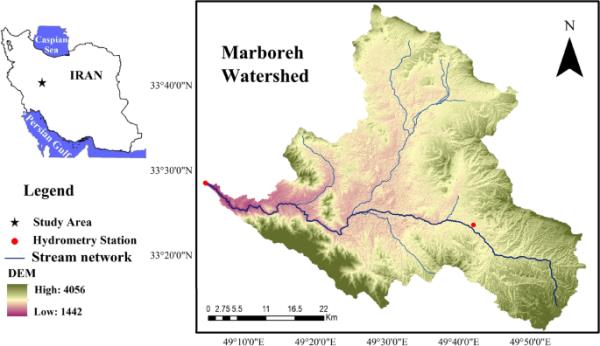 Caspian
Sea
IRAN
Persian Gulf
Legend
Study Area
Hydrometry Station
Stream network
DEM
High: 4056
Low: 1442
Marboreh
Watershed
N
33°40'0"N
33°30'0"N
33°20'0"N
0 2.75 5.5 11 16.5 22
Km
49°10'0"E 49°20'0"E 49°30'0"E 49°40'0"E 49°50'0"E